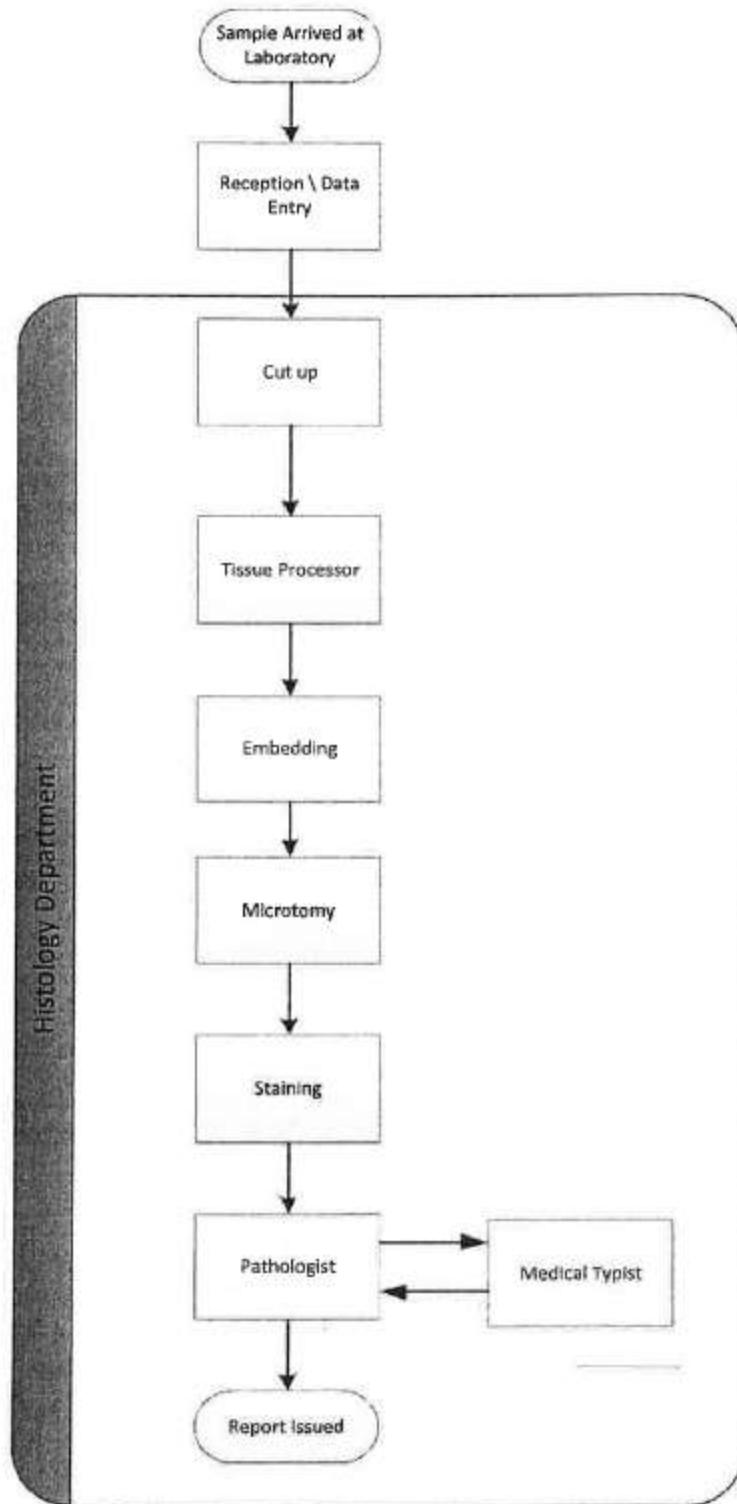 Sample Arrived at
Laboratory
Reception \ Data
Entry
Cut up
Tissue Processor
Embedding
Microtomy
Staining
Pathologist
Medical Typist
Report Issued
Histology Department